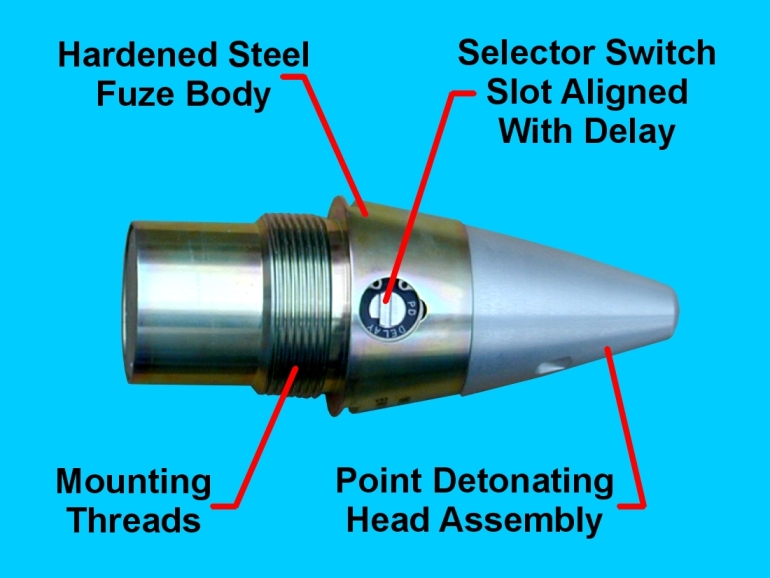 Hardened Steel
Fuze Body
Selector Switch
Slot Aligned
With Delay
PD
DELAY
Mounting
Threads
Point Detonating
Head Assembly